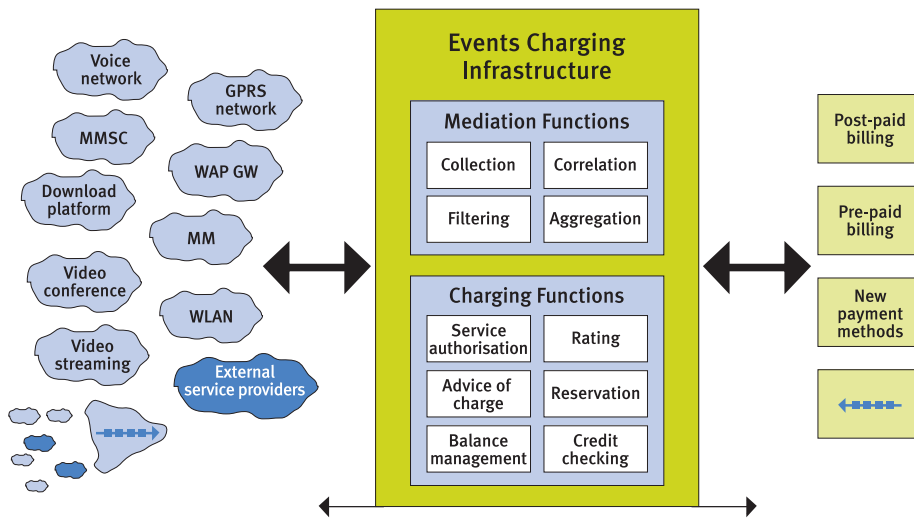 Voice
network
GPRS
network
MMSC
WAP GW
Download
platform
MM
Video
conference
WLAN
Video
streaming
External
service providers
Events Charging
Infrastructure
Mediation Functions
Collection
Correlation
Filtering
Aggregation
Charging Functions
Service
authorisation
Rating
Advice of
charge
Reservation
Balance
management
Credit
checking
Post-paid
billing
Pre-paid
billing
New
payment
methods